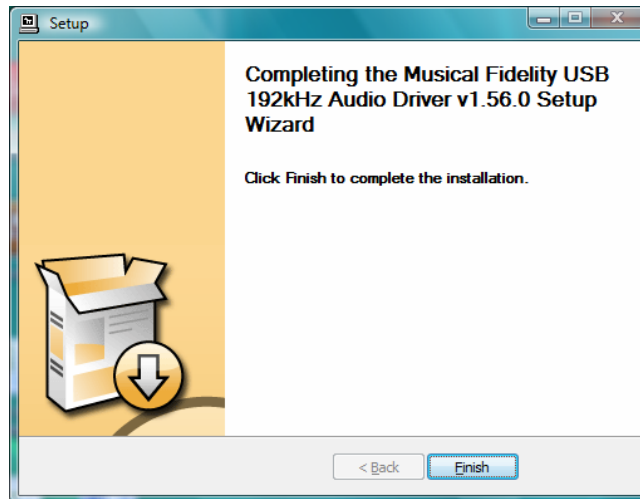 Setup
Completing the Musical Fidelity USB
192kHz Audio Driver v1.56.0 Setup
Wizard
Click Finish to complete the installation.
< Back
Finish